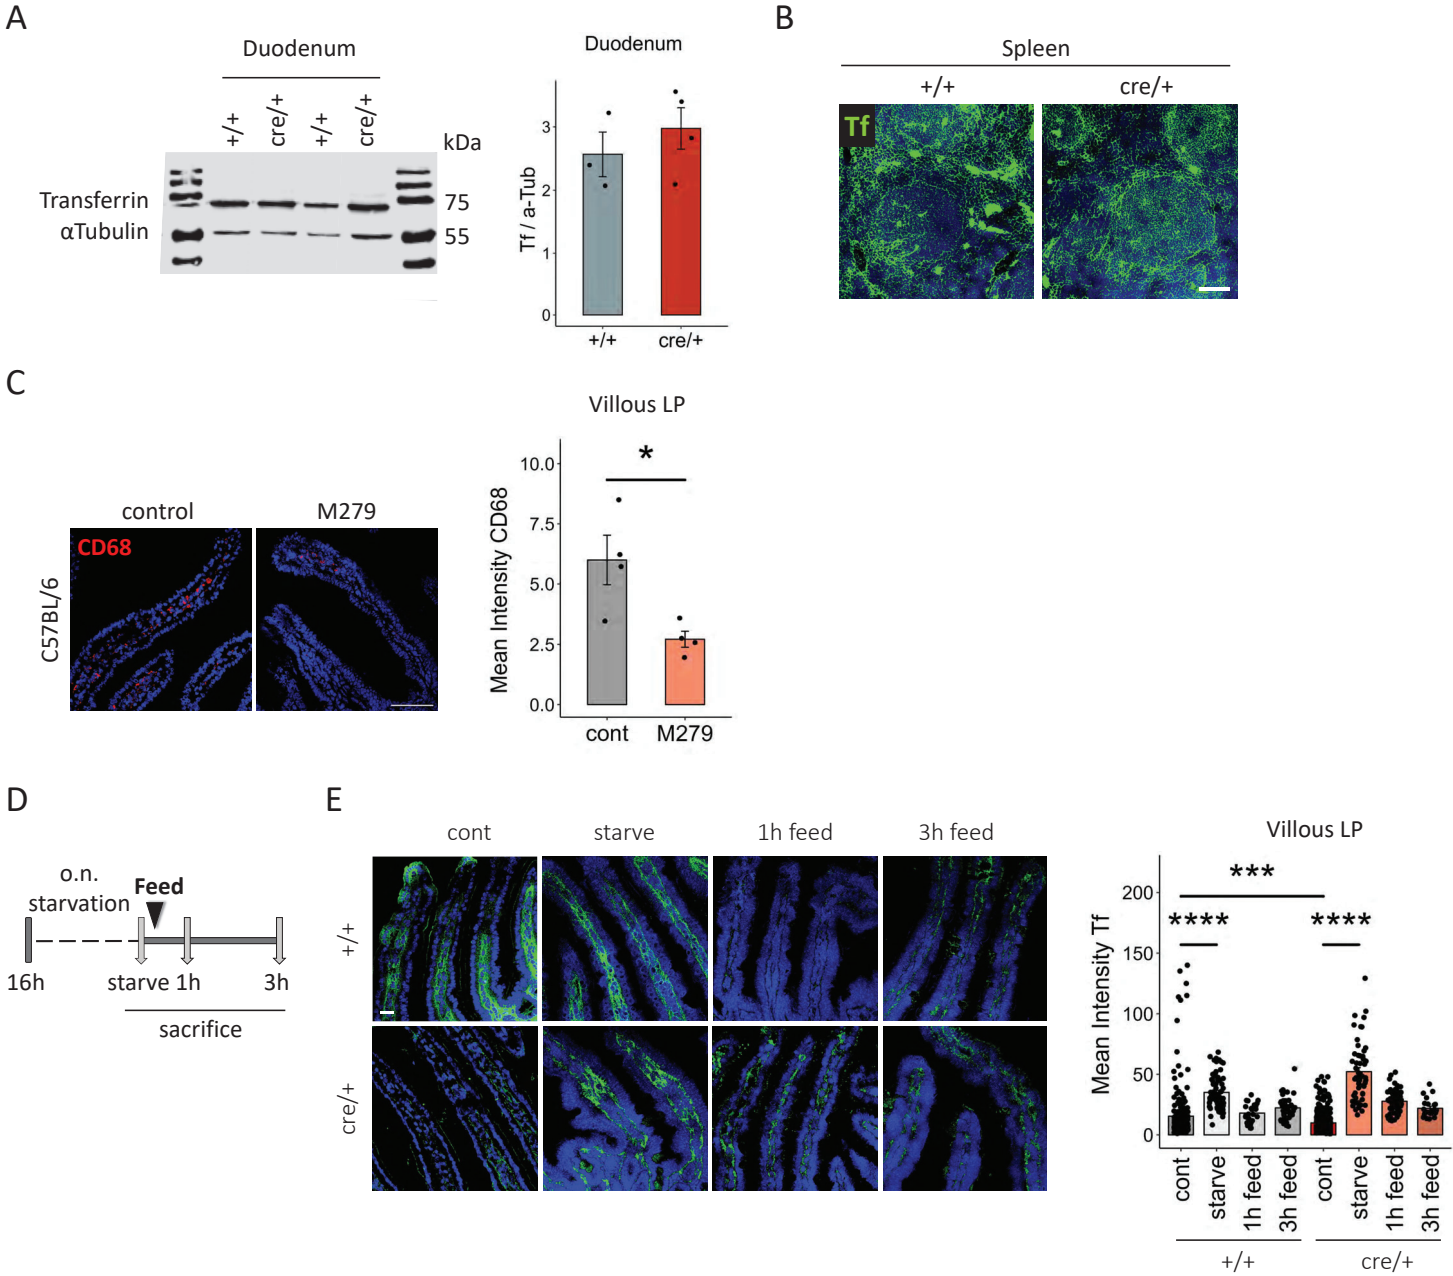 A
Duodenum
+/+ cre/+ +/+ cre/+
kDa
Transferrin
αTubulin
75
55
Duodenum
Tf / a-Tub
3
2
1
0
+/+ cre/+
B
Spleen
+/+ cre/+
Tf
C
control M279
C57BL/6
CD68
Villous LP
*
Mean Intensity CD68
10.0
7.5
5.0
2.5
0.0
cont M279
D
o.n.
starvation
Feed
16h starve 1h 3h
sacrifice
E
cont starve 1h feed 3h feed
+/+
cre/+
Villous LP
***
**** ****
Mean Intensity Tf
200
150
100
50
0
cont starve 1h feed 3h feed cont starve 1h feed 3h feed
+/+ cre/+